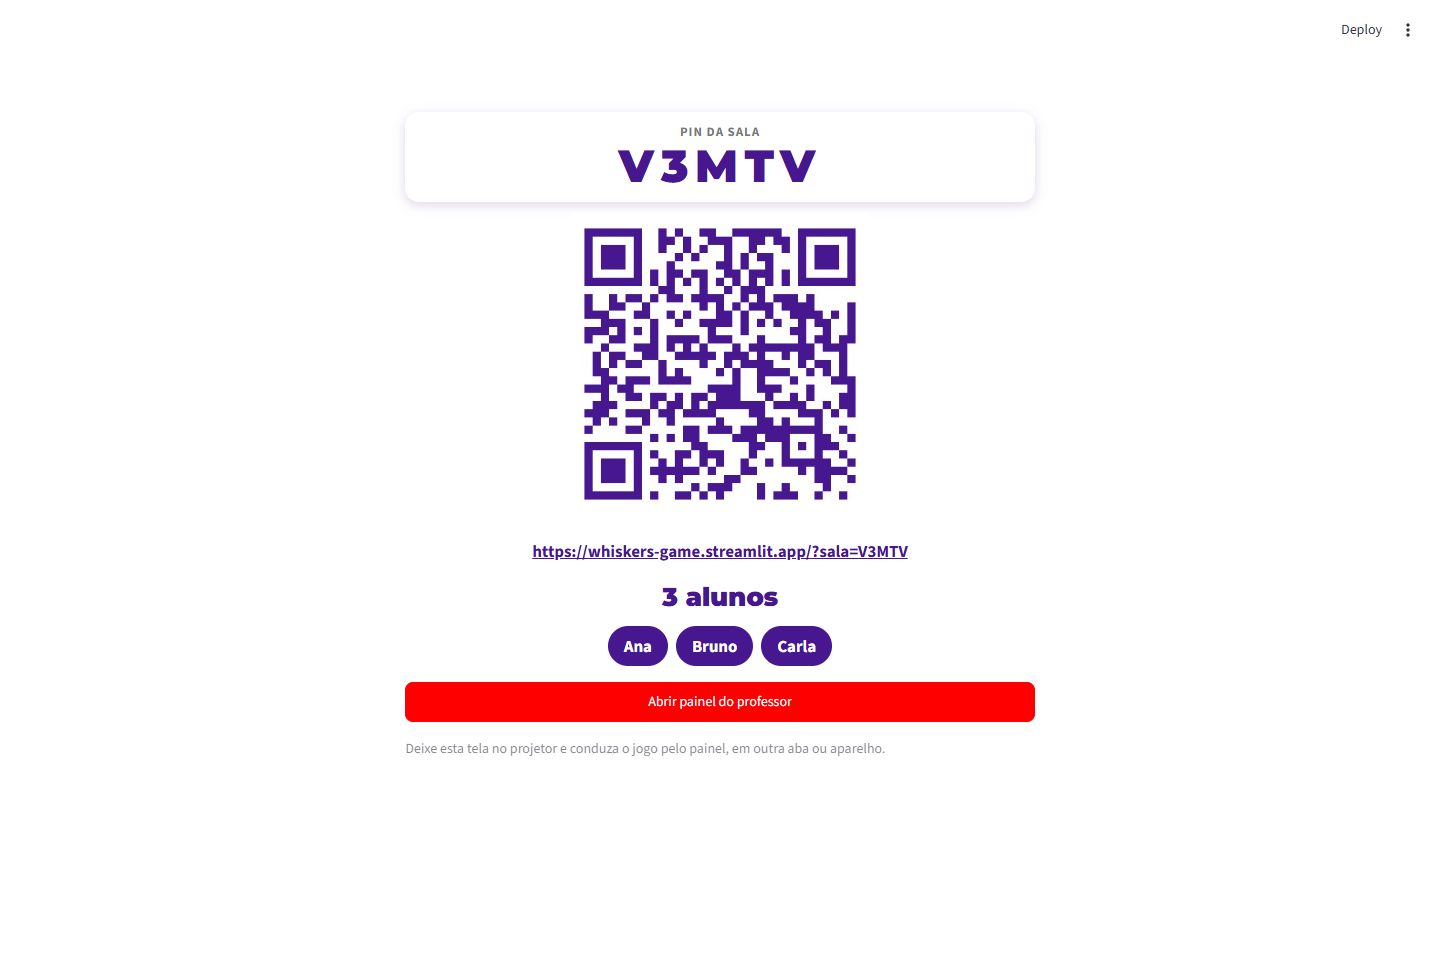 Deploy
PIN DA SALA
V3MTV
https://whiskers-game.streamlit.app/?sala=V3MTV
3 alunos
Ana Bruno Carla
Abrir painel do professor
Deixe esta tela no projetor e conduza o jogo pelo painel, em outra aba ou aparelho.